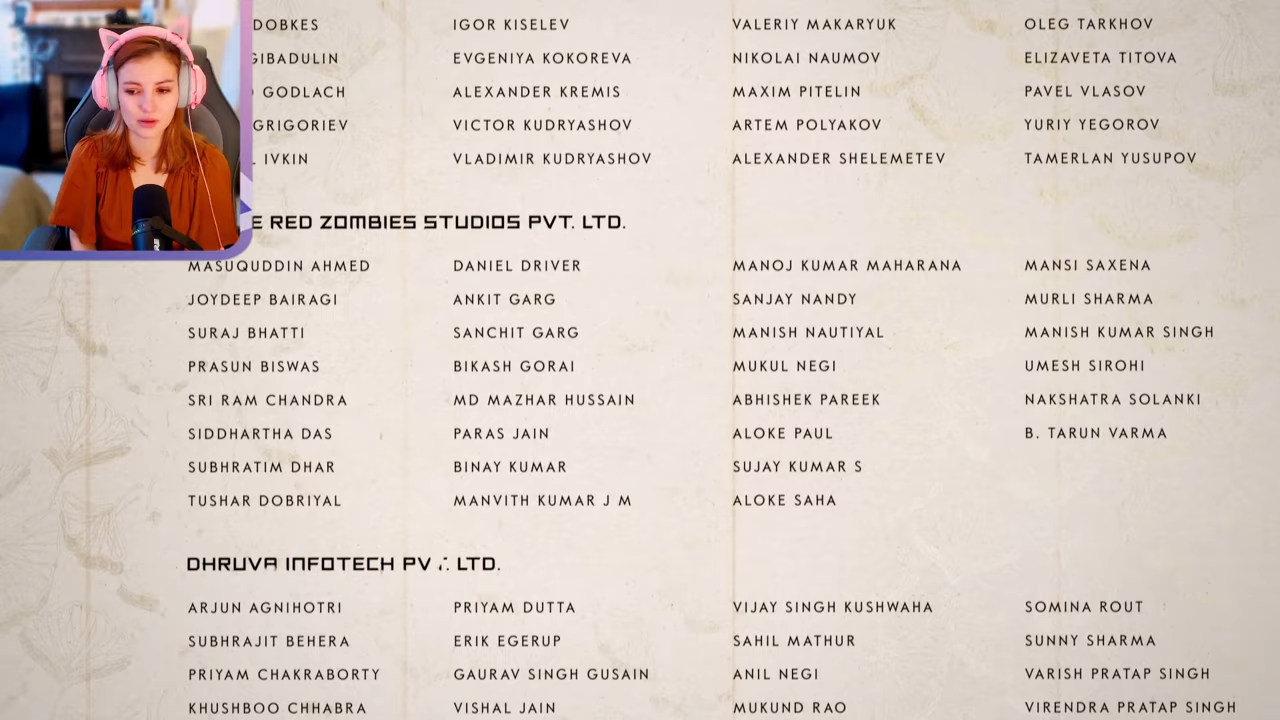 DOBKES IGOR KISELEV VALERIY MAKARYUK OLEG TARKHOV
GIBADULIN EVGENIYA KOKOREVA NIKOLAI NAUMOV ELIZAVETA TITOVA
GODLACH ALEXANDER KREMIS MAXIM PITELIN PAVEL VLASOV
GRIGORIEV VICTOR KUDRYASHOV ARTEM POLYAKOV YURIY YEGOROV
IVKIN VLADIMIR KUDRYASHOV ALEXANDER SHELEMETEV TAMERLAN YUSUPOV
RED ZOMBIES STUDIOS PVT. LTD.
MASUQUDDIN AHMED DANIEL DRIVER MANOJ KUMAR MAHARANA MANSI SAXENA
JOYDEEP BAIRAGI ANKIT GARG SANJAY NANDY MURLI SHARMA
SURAJ BHATTI SANCHIT GARG MANISH NAUTIYAL MANISH KUMAR SINGH
PRASUN BISWAS BIKASH GORAI MUKUL NEGI UMESH SIROHI
SRI RAM CHANDRA MD MAZHAR HUSSAIN ABHISHEK PAREEK NAKSHATRA SOLANKI
SIDDHARTHA DAS PARAS JAIN ALOKE PAUL B. TARUN VARMA
SUBHRATIM DHAR BINAY KUMAR SUJAY KUMAR S
TUSHAR DOBRIYAL MANVITH KUMAR J M ALOKE SAHA
DHRUVA INFOTECH LTD.
ARJUN AGNIHOTRI PRIYAM DUTTA VIJAY SINGH KUSHWAHA SOMINA ROUT
SUBHRAJIT BEHERA ERIK EGERUP SAHIL MATHUR SUNNY SHARMA
PRIYAM CHAKRABORTY GAURAV SINGH GUSAIN ANIL NEGI VARISH PRATAP SINGH
KHUSHBOO CHHABRA VISHAL JAIN MUKUND RAO VIRENDRA PRATAP SINGH